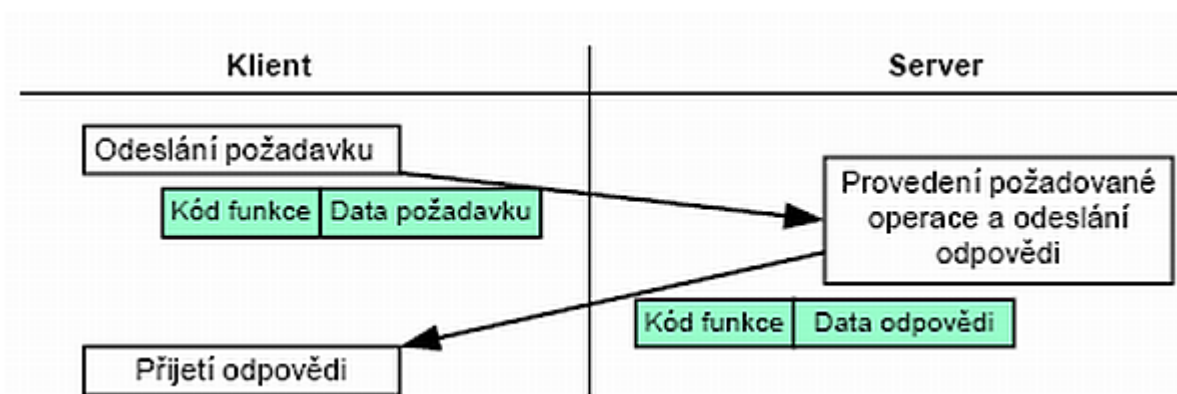 Klient
Server
Odeslání požadavku
Kód funkce
Data požadavku
Provedení požadované
operace a odeslání
odpovědi
Kód funkce
Data odpovědi
Přijetí odpovědi